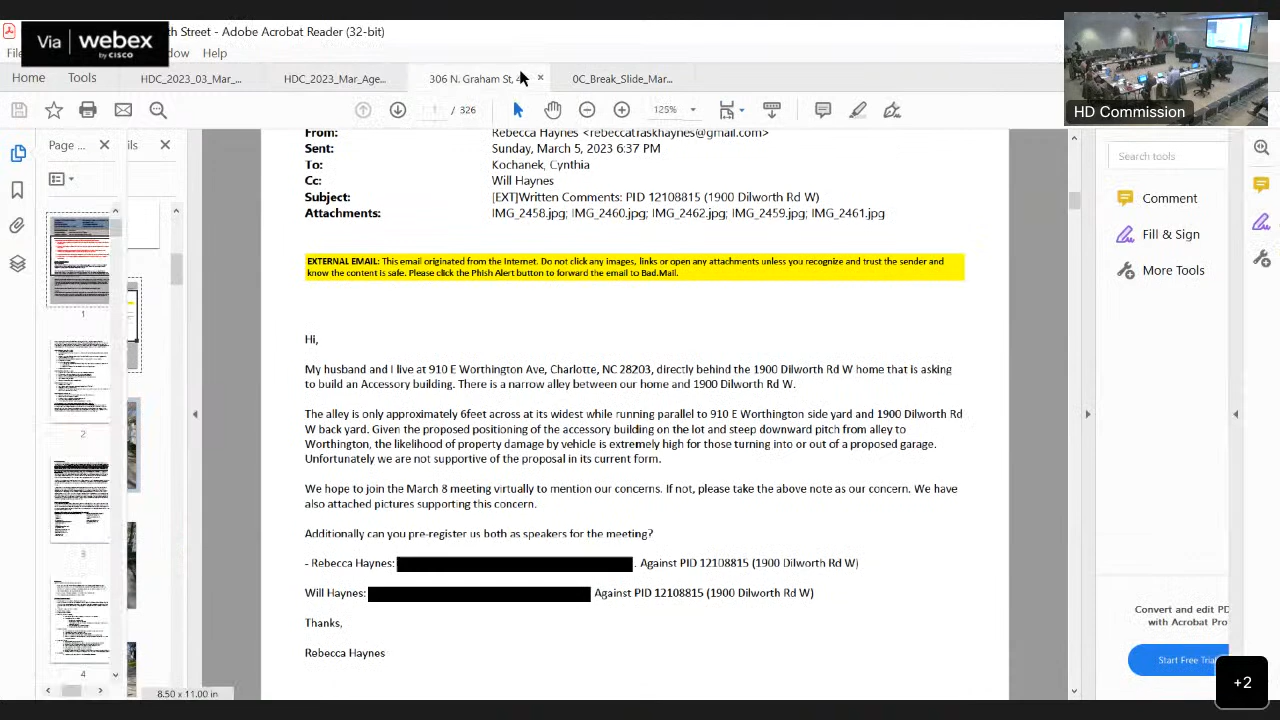 Via webex by CISCO
th Street - Adobe Acrobat Reader (32-bit)
dow Help
Home Tools HDC_2023_03_Mar_... HDC_2023_Mar_Age... 306 N. Graham St, 0C_Break_Slide_Mar...
/ 326 125%
HD Commission
Page ... ils
Search tools
Comment
Fill & Sign
More Tools
From: Rebecca Haynes <rebeccatraskhaynes@gmail.com>
Sent: Sunday, March 5, 2023 6:37 PM
To: Kochanek, Cynthia
Cc: Will Haynes
Subject: [EXT]Written Comments: PID 12108815 (1900 Dilworth Rd W)
Attachments: IMG_2458.jpg; IMG_2460.jpg; IMG_2462.jpg; IMG_2459.jpg; IMG_2461.jpg
EXTERNAL EMAIL: This email originated from the Internet. Do not click any images, links or open any attachments unless you recognize and trust the sender and
know the content is safe. Please click the Phish Alert button to forward the email to Bad.Mail.
Hi,
My husband and I live at 910 E Worthington Ave, Charlotte, NC 28203, directly behind the 1900 Dilworth Rd W home that is asking
to build an Accessory building. There is a narrow alley between our home and 1900 Dilworth Rd W.
The alley is only approximately 6feet across at its widest while running parallel to 910 E Worthington side yard and 1900 Dilworth Rd
W back yard. Given the proposed positioning of the accessory building on the lot and steep downward pitch from alley to
Worthington, the likelihood of property damage by vehicle is extremely high for those turning into or out of a proposed garage.
Unfortunately we are not supportive of the proposal in its current form.
We hope to join the March 8 meeting virtually to mention our concerns. If not, please take the above note as our concern. We have
also attached pictures supporting this concern.
Additionally can you pre-register us both as speakers for the meeting?
- Rebecca Haynes: . Against PID 12108815 (1900 Dilworth Rd W)
Will Haynes: Against PID 12108815 (1900 Dilworth Rd W)
Thanks,
Rebecca Haynes
1
2
3
4
8.50 x 11.00 in
Convert and edit PD
with Acrobat Pro
Start Free Trial
+2